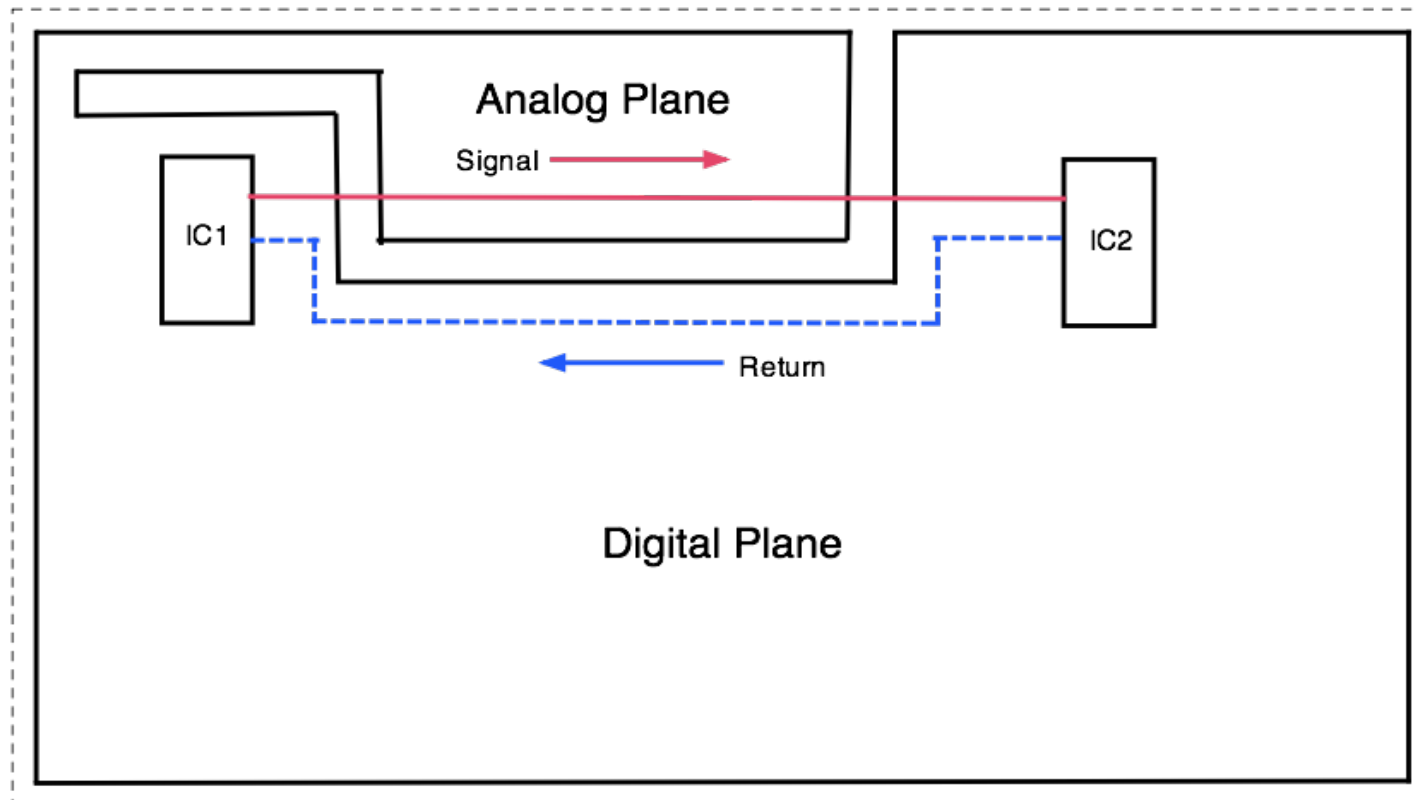 Analog Plane
Signal
IC1
IC2
Return
Digital Plane